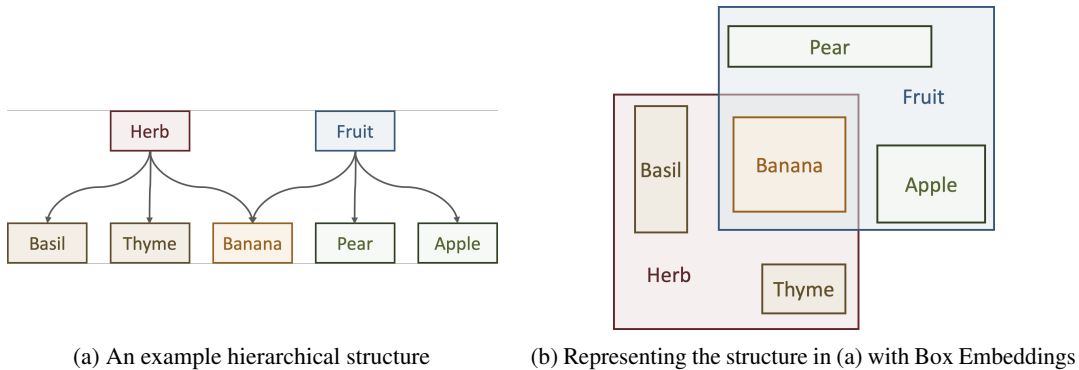 Herb
Fruit
Basil
Thyme
Banana
Pear
Apple
(a) An example hierarchical structure
Pear
Fruit
Basil
Banana
Apple
Herb
Thyme
(b) Representing the structure in (a) with Box Embeddings